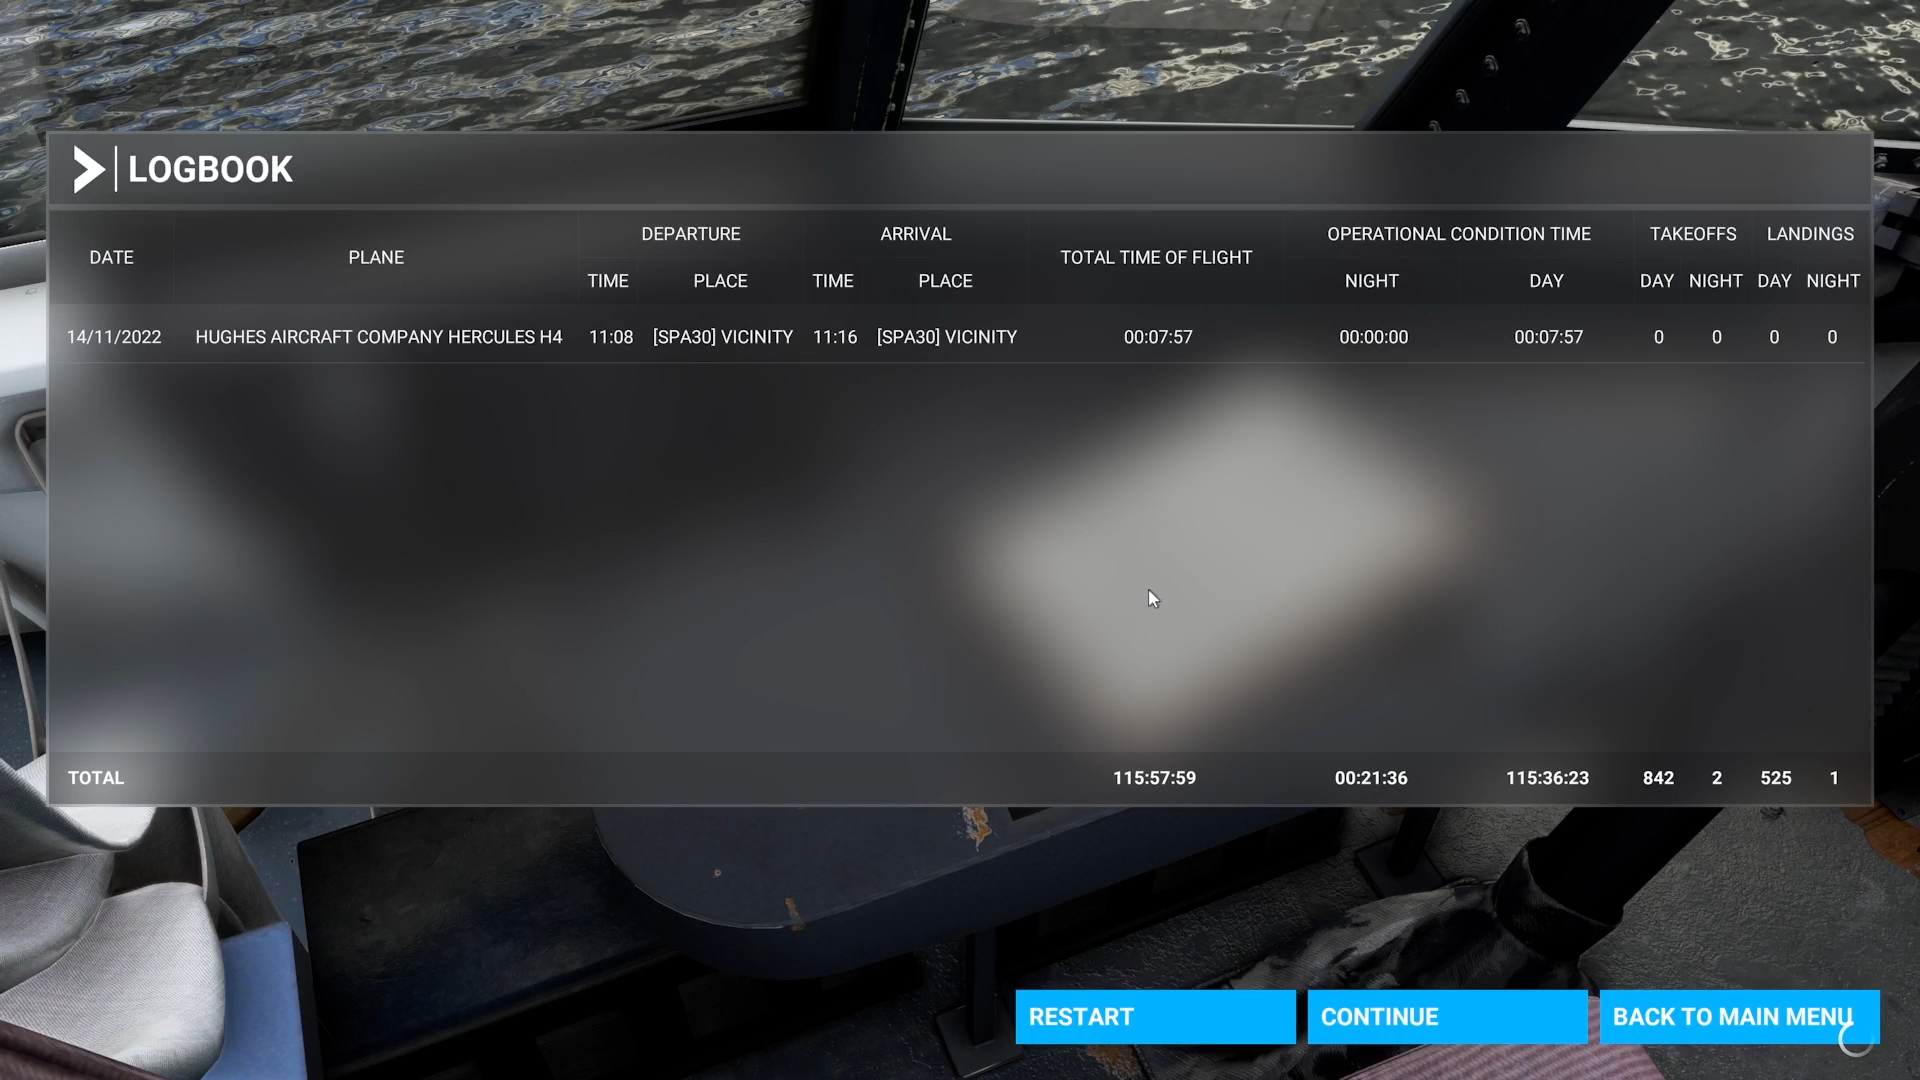 LOGBOOK
DATE PLANE DEPARTURE ARRIVAL TOTAL TIME OF FLIGHT OPERATIONAL CONDITION TIME TAKEOFFS LANDINGS
TIME PLACE TIME PLACE NIGHT DAY DAY NIGHT DAY NIGHT
14/11/2022 HUGHES AIRCRAFT COMPANY HERCULES H4 11:08 [SPA30] VICINITY 11:16 [SPA30] VICINITY 00:07:57 00:00:00 00:07:57 0 0 0 0
TOTAL 115:57:59 00:21:36 115:36:23 842 2 525 1
RESTART CONTINUE BACK TO MAIN MENU